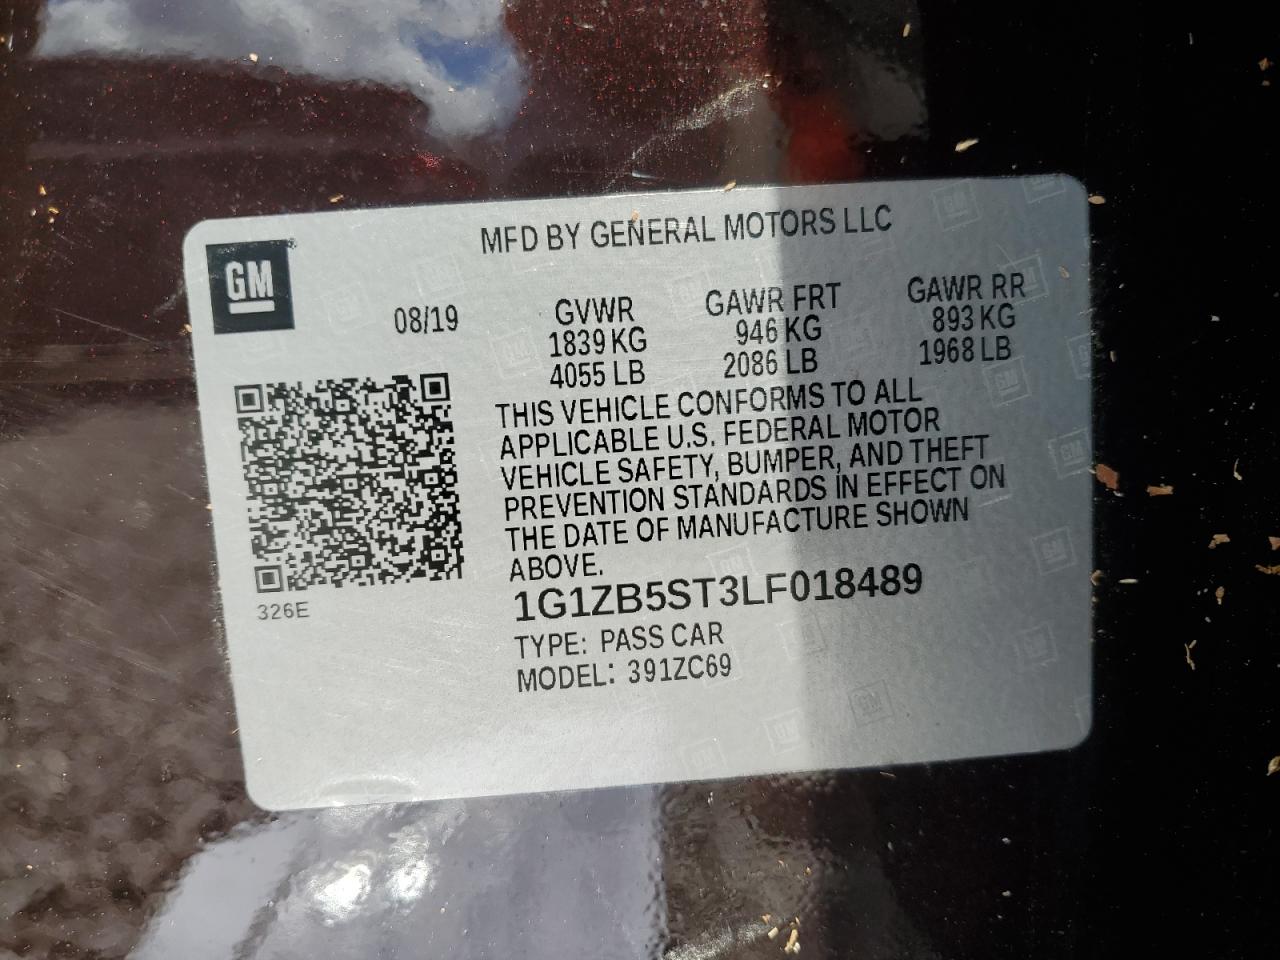 MFD BY GENERAL MOTORS LLC
GM
08/19
GVWR
1839 KG
4055 LB
GAWR FRT
946 KG
2086 LB
GAWR RR
893 KG
1968 LB
THIS VEHICLE CONFORMS TO ALL
APPLICABLE U.S. FEDERAL MOTOR
VEHICLE SAFETY, BUMPER, AND THEFT
PREVENTION STANDARDS IN EFFECT ON
THE DATE OF MANUFACTURE SHOWN
ABOVE.
326E
1G1ZB5ST3LF018489
TYPE: PASS CAR
MODEL: 391ZC69